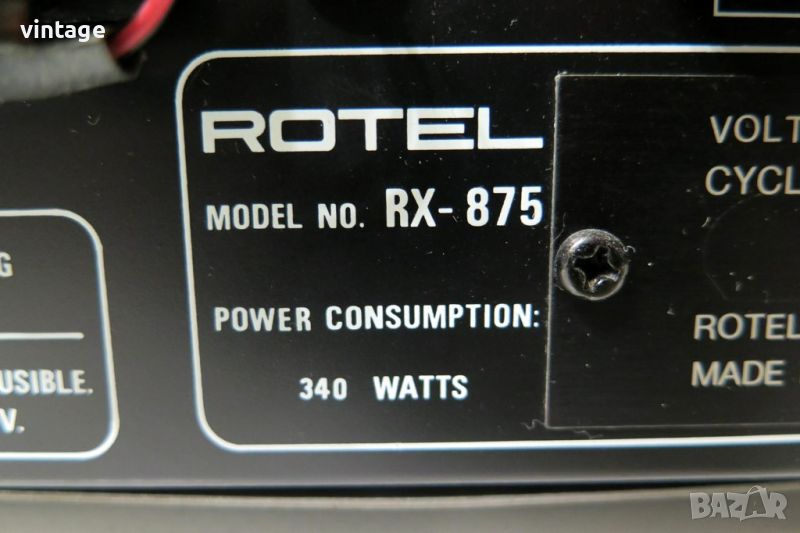 vintage
ROTEL
MODEL NO. RX-875
POWER CONSUMPTION:
340 WATTS
VOLT
CYCL
ROTEL
MADE
G
USIBLE.
V.
BAZAR